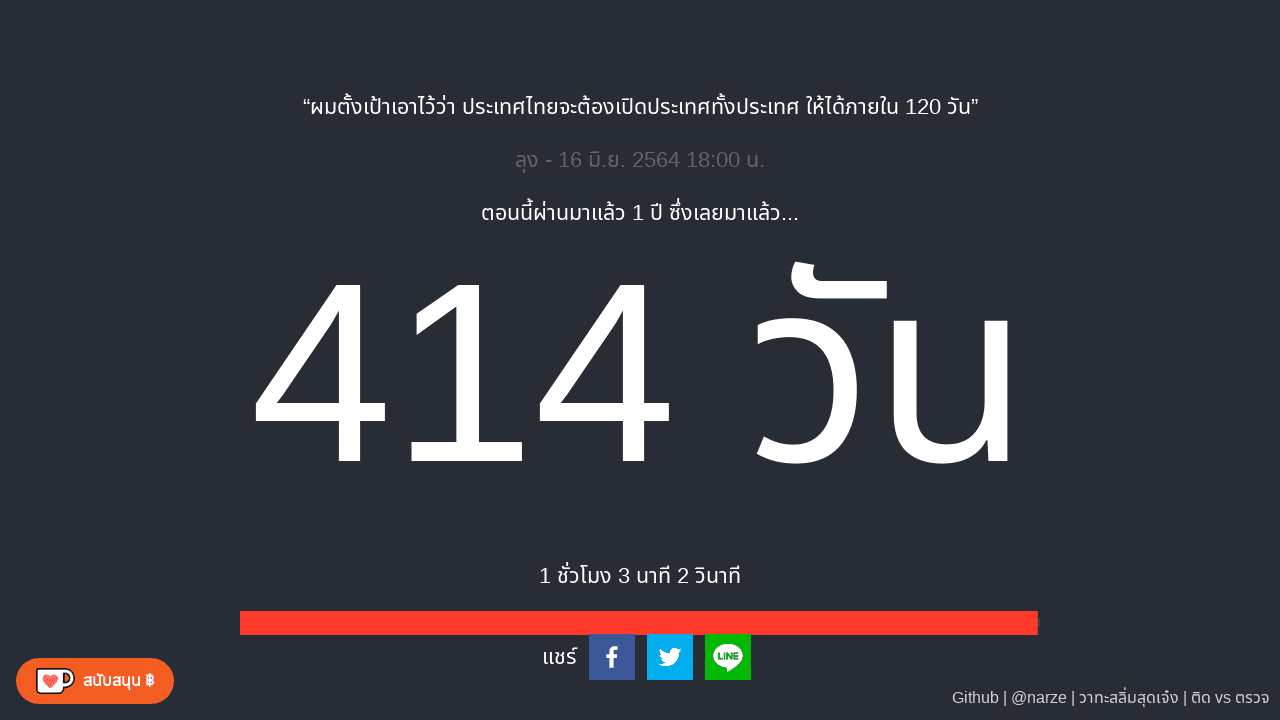 “ผมตั้งเป้าเอาไว้ว่า ประเทศไทยจะต้องเปิดประเทศทั้งประเทศ ให้ได้ภายใน 120 วัน”
ลุง - 16 มิ.ย. 2564 18:00 น.
ตอนนี้ผ่านมาแล้ว 1 ปี ซึ่งเลยมาแล้ว...
414 วัน
1 ชั่วโมง 3 นาที 2 วินาที
แชร์
LINE
สนับสนุน ฿
Github | @narze | วาทะสลิ่มสุดเจ๋ง | ติด vs ตรวจ